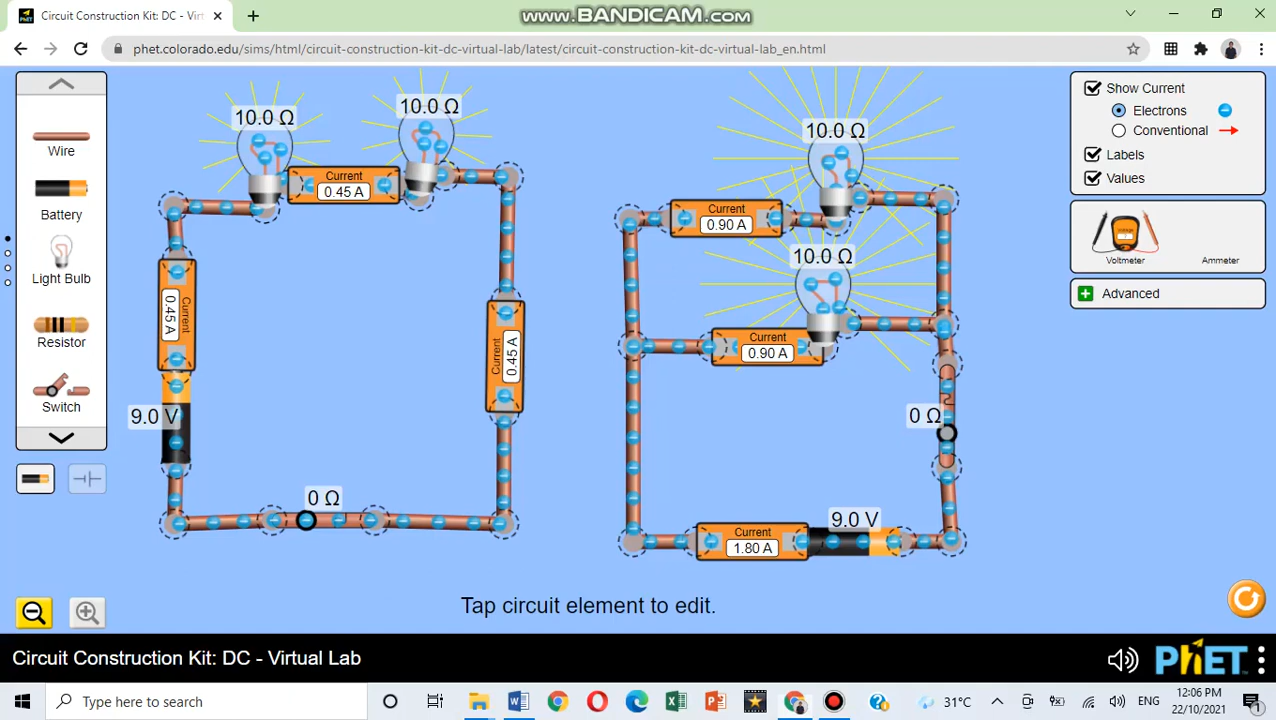 Circuit Construction Kit: DC - Virt
www.BANDICAM.com
phet.colorado.edu/sims/html/circuit-construction-kit-dc-virtual-lab/latest/circuit-construction-kit-dc-virtual-lab_en.html
Wire
Battery
Light Bulb
Resistor
Switch
10.0 Ω
10.0 Ω
Current
0.45 A
Current
0.45 A
Current
0.45 A
9.0 V
0 Ω
10.0 Ω
Current
0.90 A
10.0 Ω
Current
0.90 A
0 Ω
9.0 V
Current
1.80 A
Show Current
Electrons
Conventional
Labels
Values
Voltmeter
Ammeter
Advanced
Tap circuit element to edit.
Circuit Construction Kit: DC - Virtual Lab
PhET
Type here to search
31°C
ENG
12:06 PM
22/10/2021
1